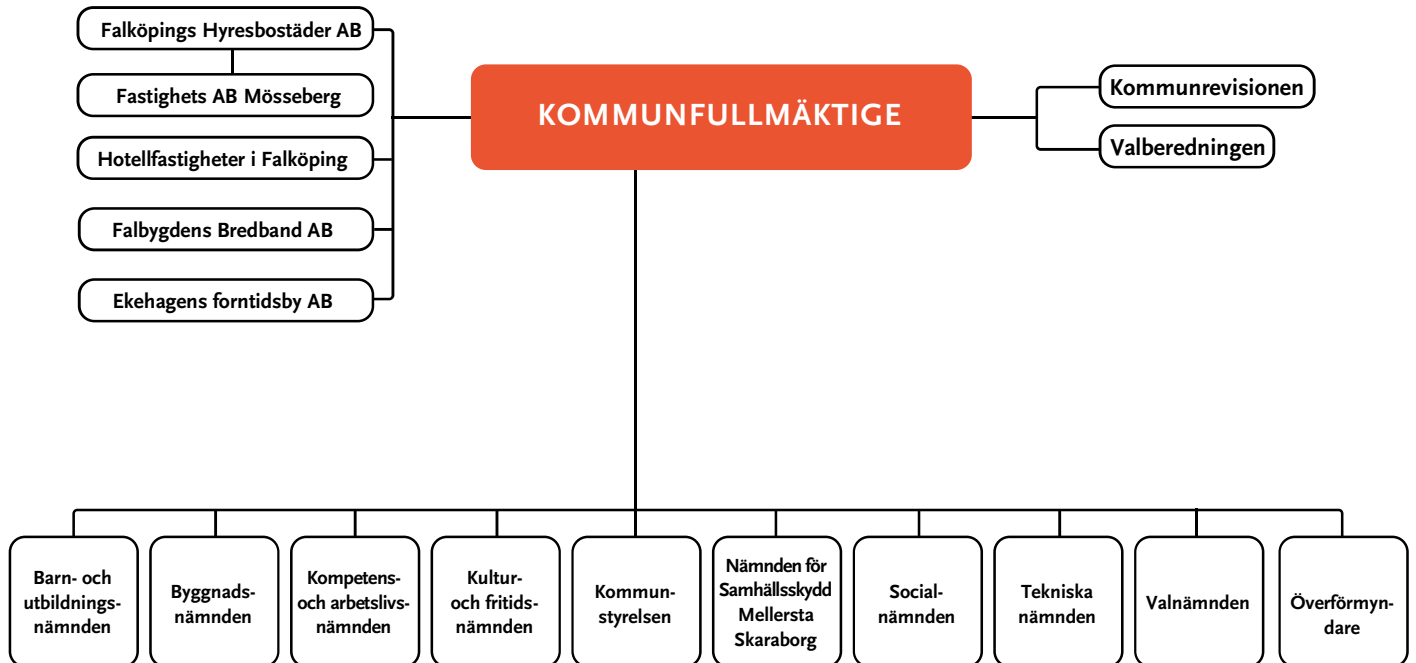 Falköpings Hyresbostäder AB
Fastighets AB Mösseberg
Hotellfastigheter i Falköping
Falbygdens Bredband AB
Ekehagens forntidsby AB
KOMMUNFULLMÄKTIGE
Kommunrevisionen
Valberedningen
Barn- och
utbildnings-
nämnden
Byggnads-
nämnden
Kompetens-
och arbetslivs-
nämnden
Kultur-
och fritids-
nämnden
Kommun-
styrelsen
Nämnden för
Samhällsskydd
Mellersta
Skaraborg
Social-
nämnden
Tekniska
nämnden
Valnämnden
Överförmyn-
dare